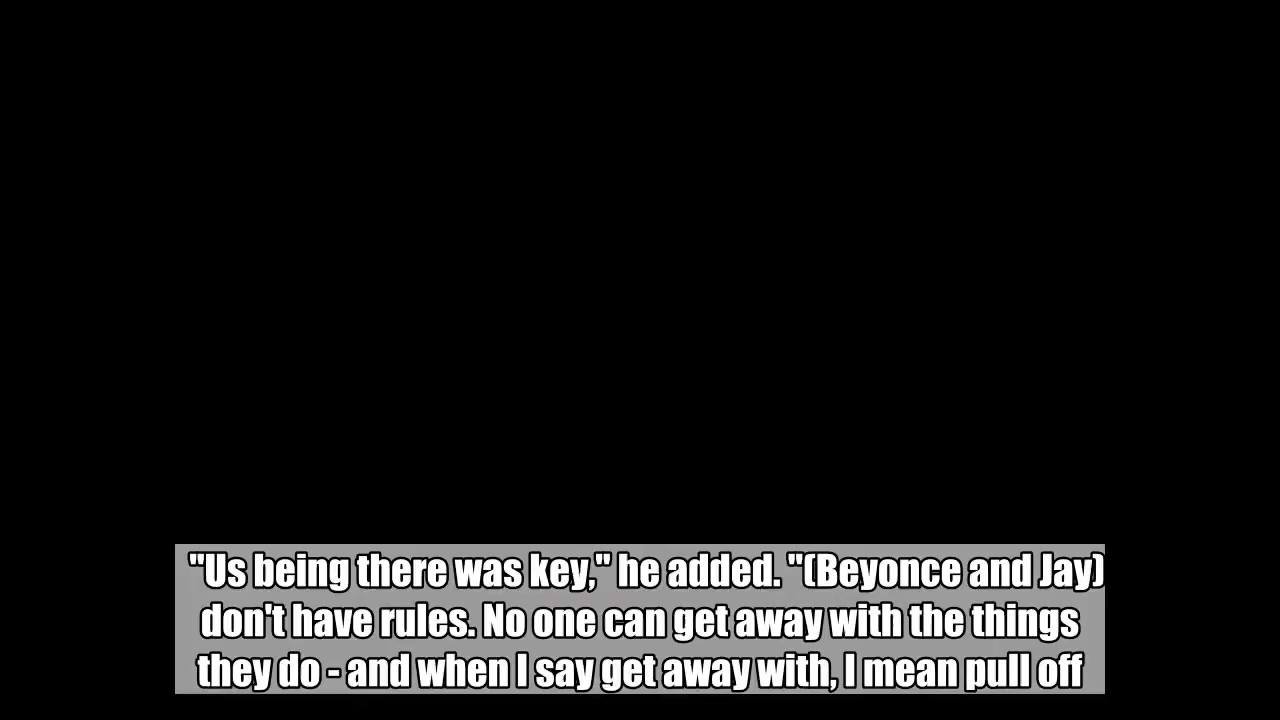 "Us being there was key," he added. "(Beyonce and Jay)
don't have rules. No one can get away with the things
they do - and when I say get away with, I mean pull off